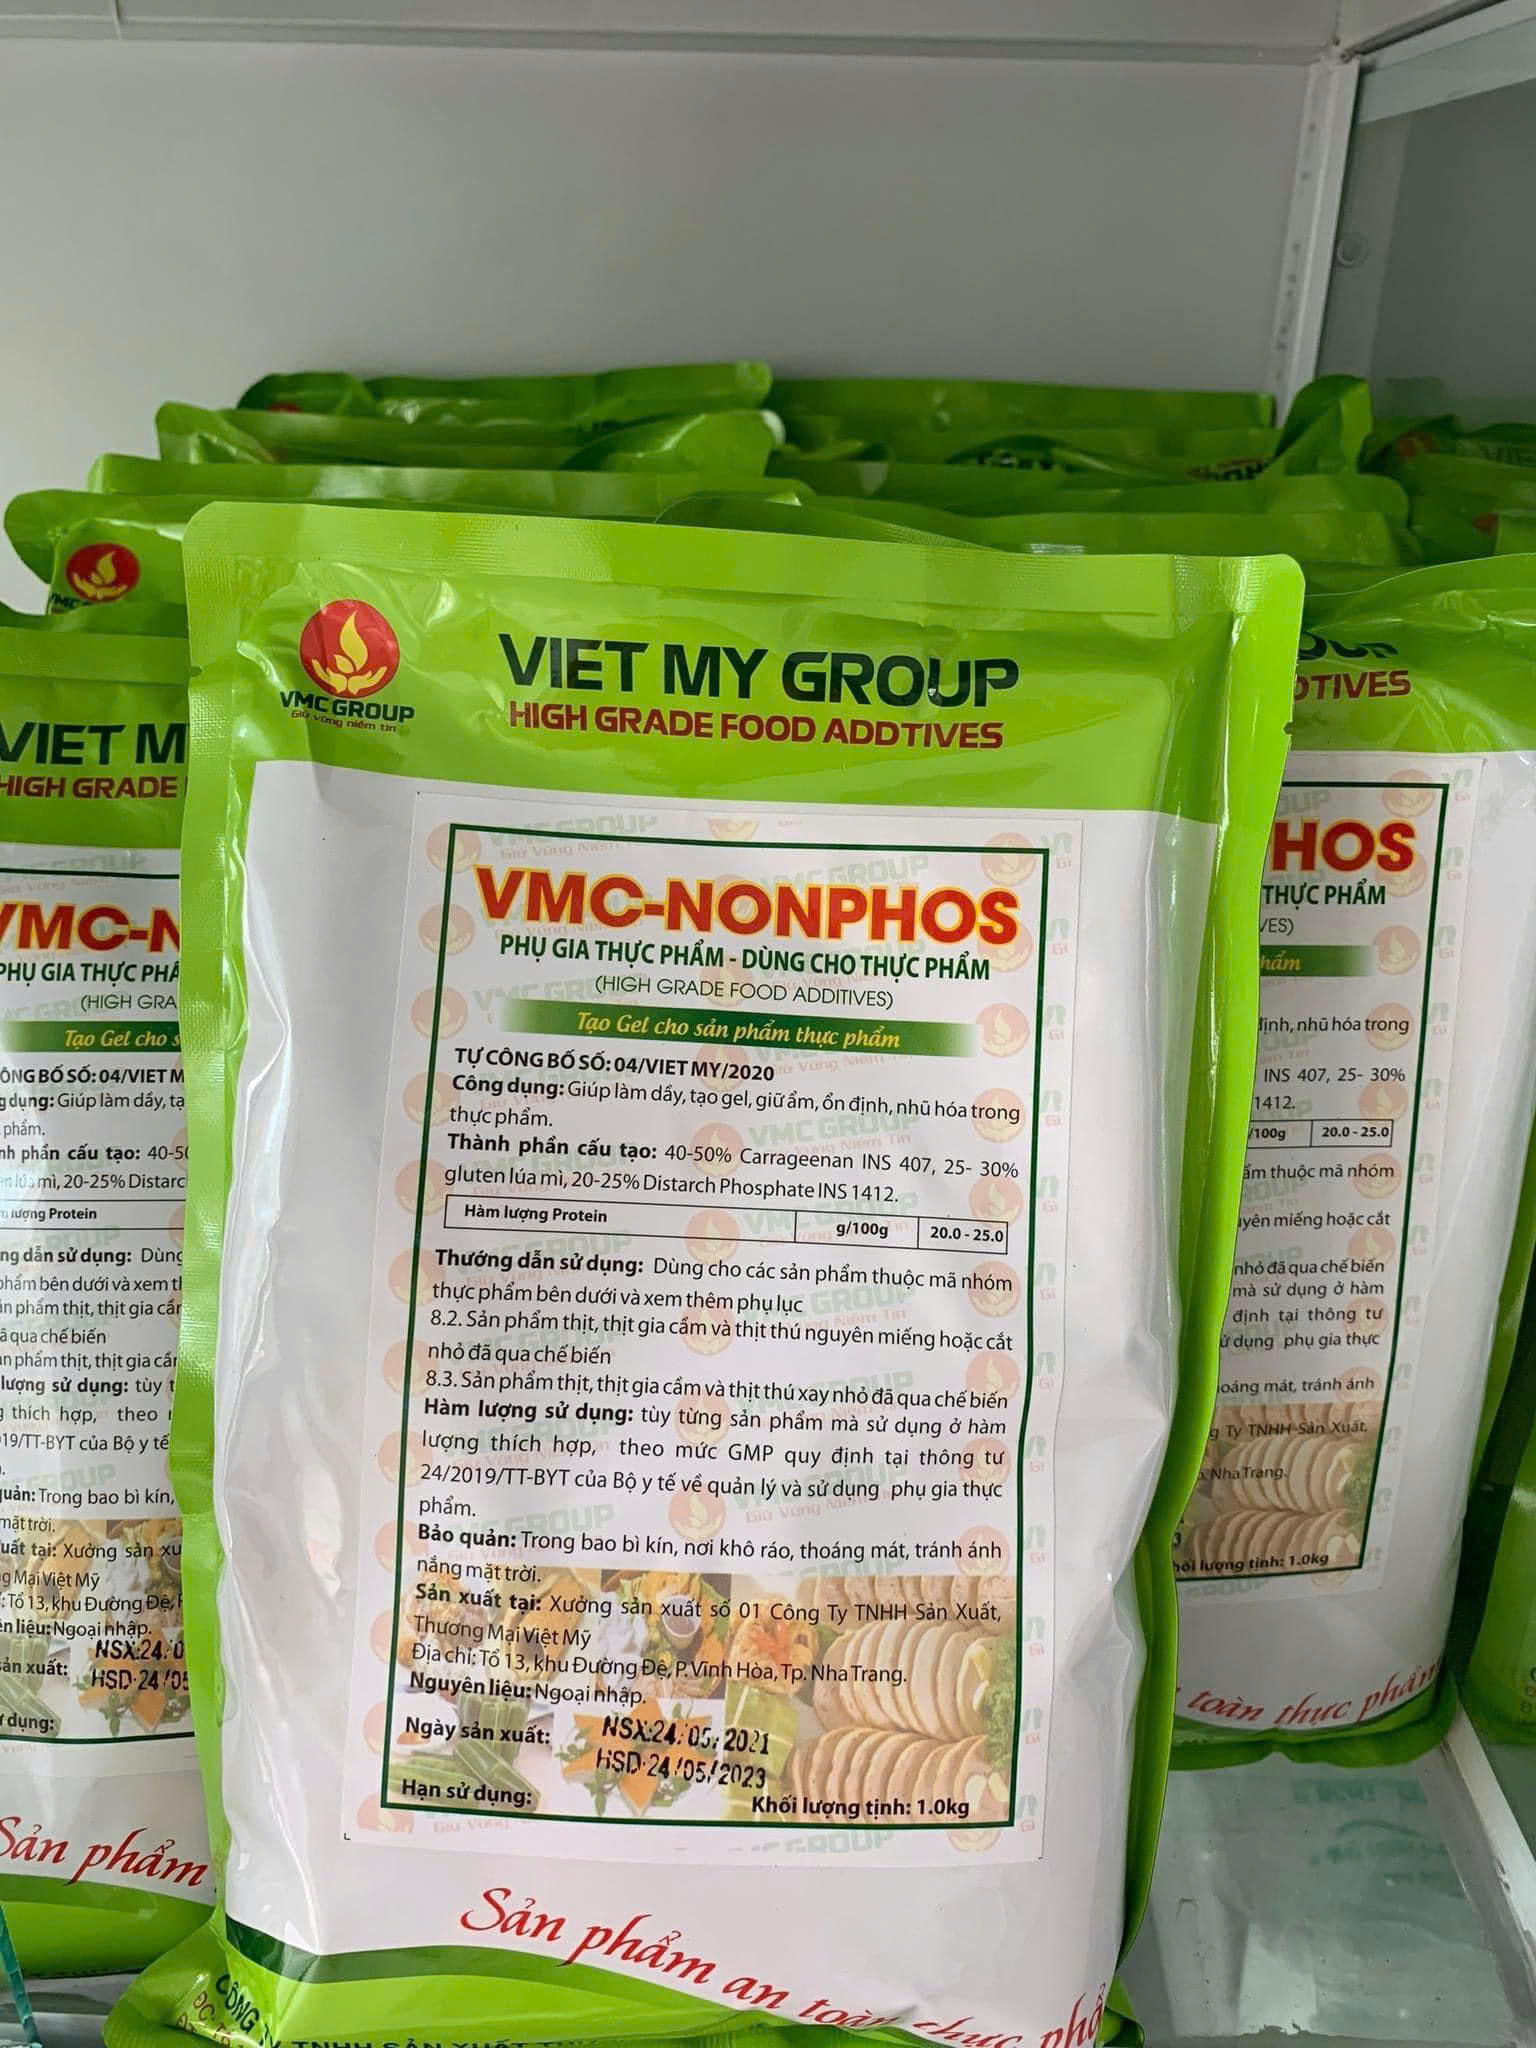 VMC GROUP
Giữ vững niềm tin
VIET MY GROUP
HIGH GRADE FOOD ADDTIVES
VMC-NONPHOS
PHỤ GIA THỰC PHẨM - DÙNG CHO THỰC PHẨM
(HIGH GRADE FOOD ADDITIVES)
Tạo Gel cho sản phẩm thực phẩm
TỰ CÔNG BỐ SỐ: 04/VIET MY/2020
Công dụng: Giúp làm dầy, tạo gel, giữ ẩm, ổn định, nhũ hóa trong
thực phẩm.
Thành phần cấu tạo: 40-50% Carrageenan INS 407, 25- 30%
gluten lúa mì, 20-25% Distarch Phosphate INS 1412.
Hàm lượng Protein g/100g 20.0 - 25.0
Thướng dẫn sử dụng: Dùng cho các sản phẩm thuộc mã nhóm
thực phẩm bên dưới và xem thêm phụ lục
8.2. Sản phẩm thịt, thịt gia cầm và thịt thú nguyên miếng hoặc cắt
nhỏ đã qua chế biến
8.3. Sản phẩm thịt, thịt gia cầm và thịt thú xay nhỏ đã qua chế biến
Hàm lượng sử dụng: tùy từng sản phẩm mà sử dụng ở hàm
lượng thích hợp, theo mức GMP quy định tại thông tư
24/2019/TT-BYT của Bộ y tế về quản lý và sử dụng phụ gia thực
phẩm.
Bảo quản: Trong bao bì kín, nơi khô ráo, thoáng mát, tránh ánh
nắng mặt trời.
Sản xuất tại: Xưởng sản xuất số 01 Công Ty TNHH Sản Xuất,
Thương Mại Việt Mỹ
Địa chỉ: Tổ 13, khu Đường Đệ, P. Vĩnh Hòa, Tp. Nha Trang.
Nguyên liệu: Ngoại nhập.
Ngày sản xuất: NSX:24/05/2021
HSD:24/05/2023
Hạn sử dụng:
Khối lượng tịnh: 1.0kg
Sản phẩm an toàn thực phẩ
CÔNG TY TNHH SẢN XUẤT